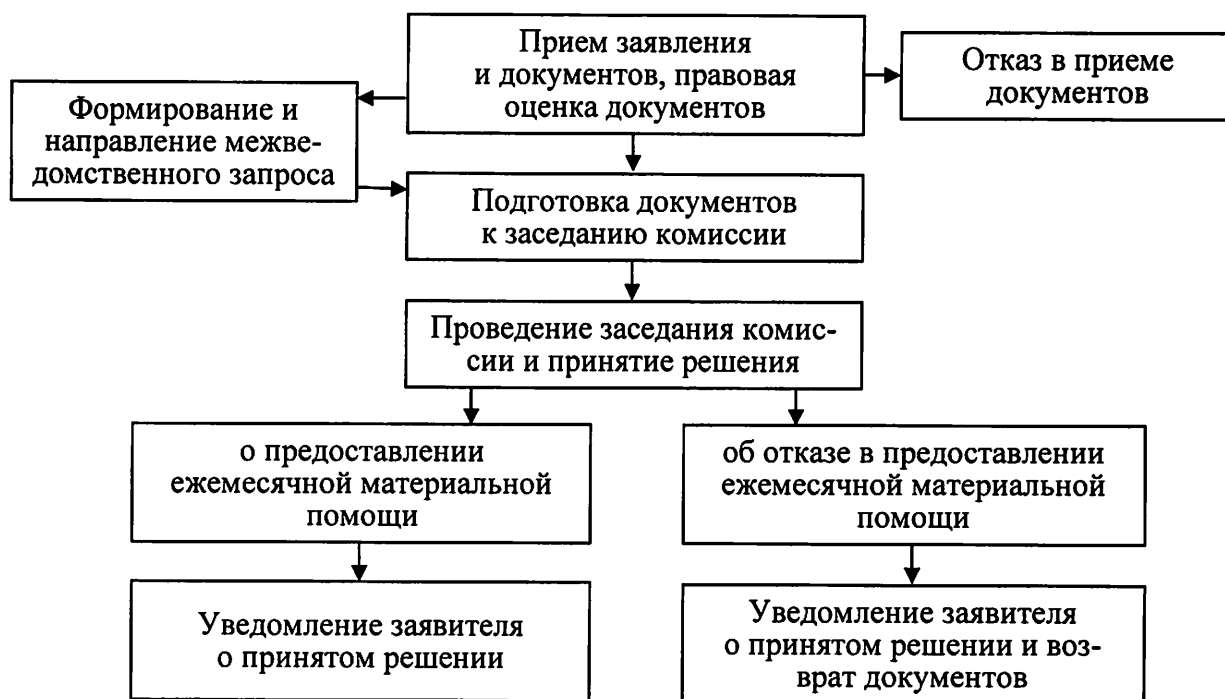 Прием заявления
и документов, правовая
оценка документов
Отказ в приеме
документов
Формирование и
направление межве-
домственного запроса
Подготовка документов
к заседанию комиссии
Проведение заседания комис-
сии и принятие решения
о предоставлении
ежемесячной материальной
помощи
об отказе в предоставлении
ежемесячной материальной
помощи
Уведомление заявителя
о принятом решении
Уведомление заявителя
о принятом решении и воз-
врат документов